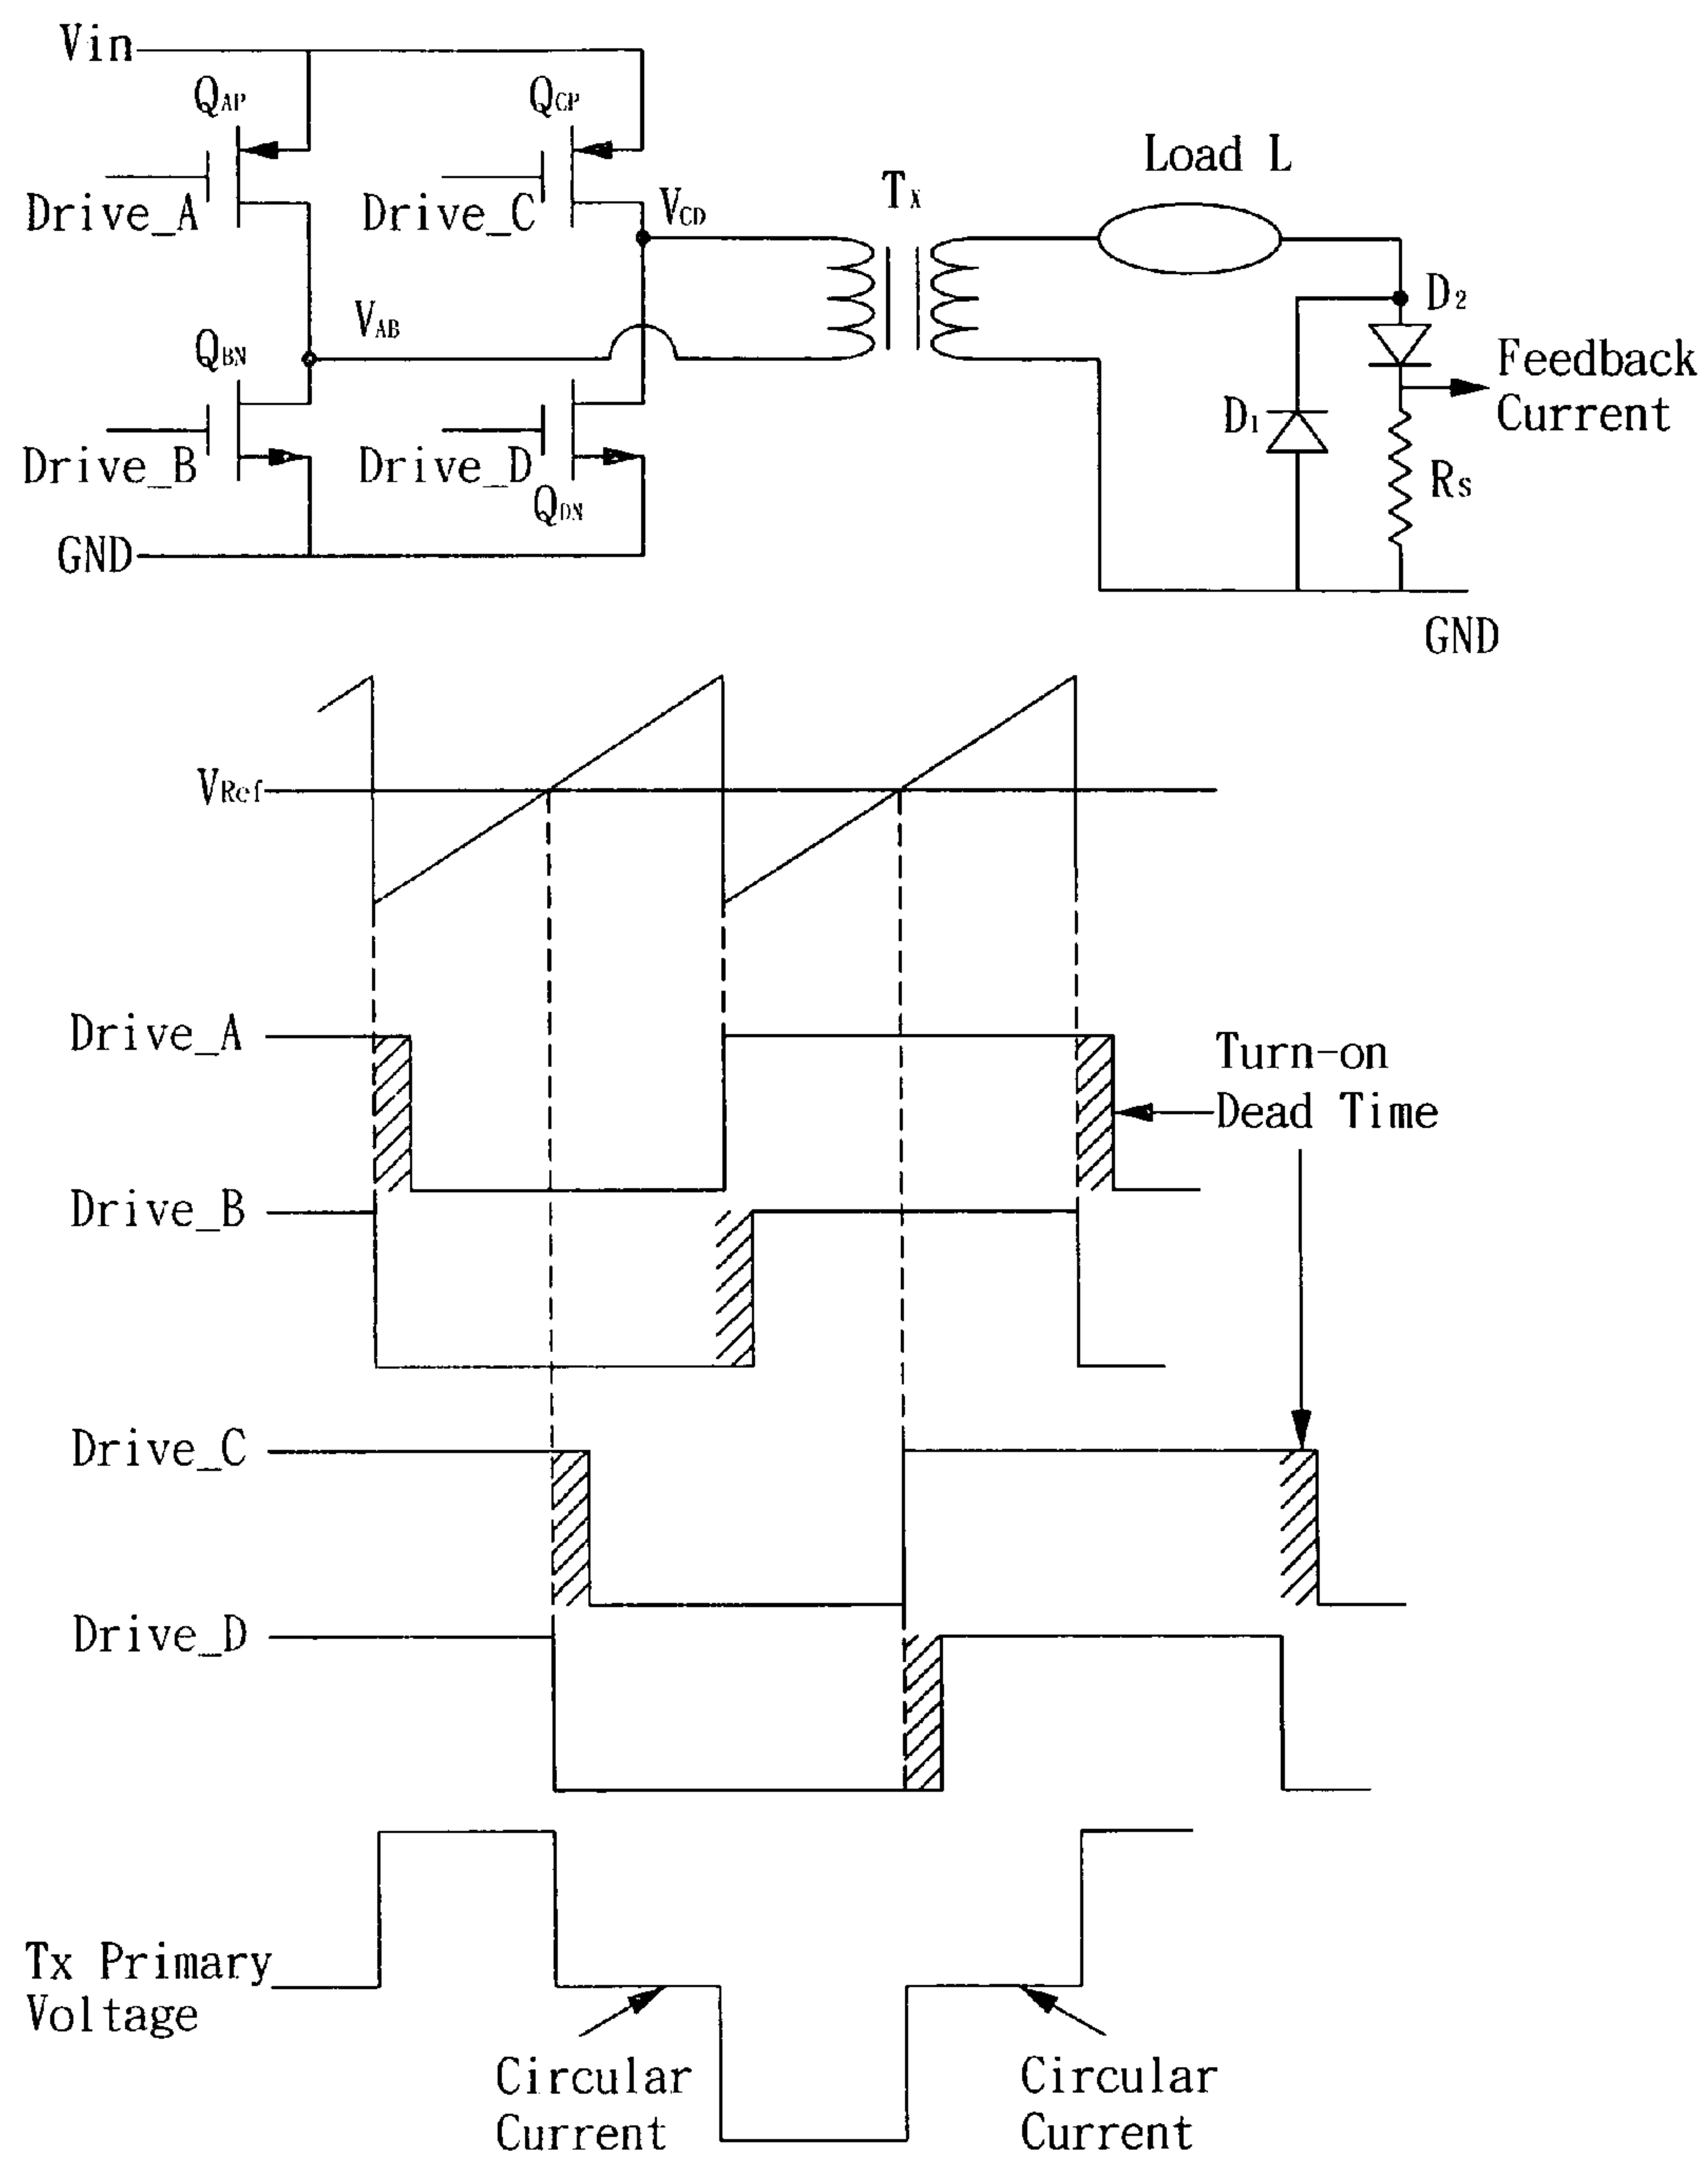 Vin
QAP
QCP
Drive_A
Drive_C
VCD
TX
Load L
VAB
QBN
D2
Feedback
Current
D1
Drive_B
Drive_D
QDN
RS
GND
GND
VRef
Drive_A
Turn-on
Dead Time
Drive_B
Drive_C
Drive_D
Tx Primary
Voltage
Circular
Current
Circular
Current